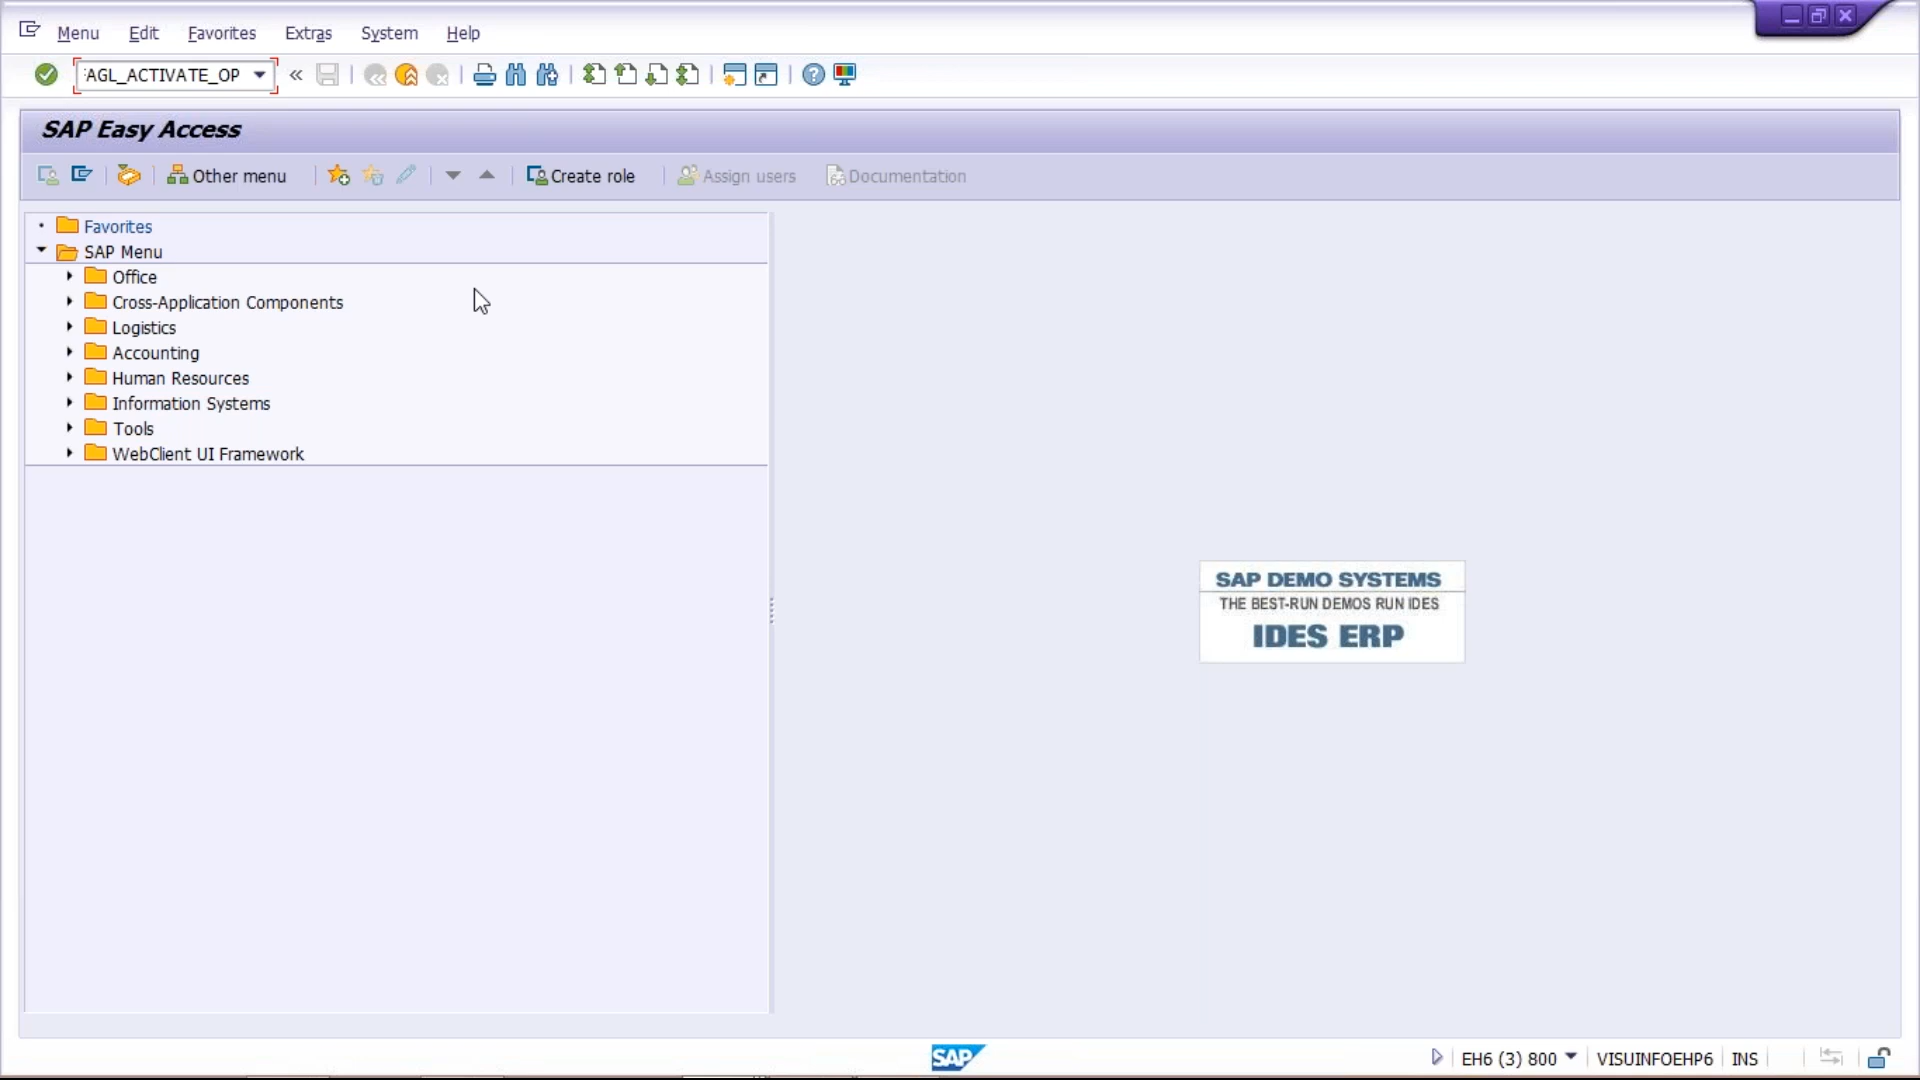 Menu Edit Favorites Extras System Help
AGL_ACTIVATE_OP
SAP Easy Access
Other menu Create role Assign users Documentation
Favorites
SAP Menu
Office
Cross-Application Components
Logistics
Accounting
Human Resources
Information Systems
Tools
WebClient UI Framework
SAP DEMO SYSTEMS
THE BEST-RUN DEMOS RUN IDES
IDES ERP
SAP
EH6 (3) 800 VISUINFOEHP6 INS